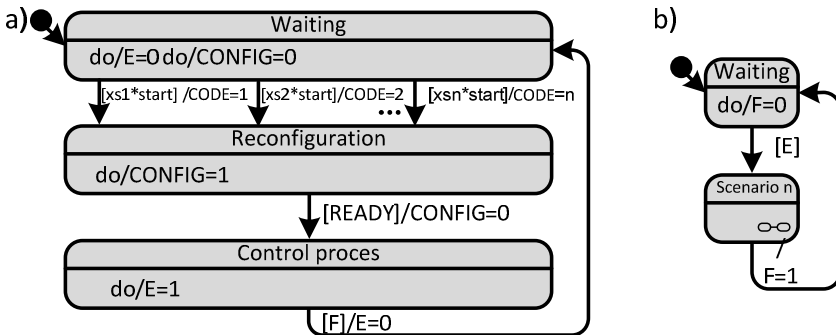 a)
Waiting
do/E=0 do/CONFIG=0
[xs1*start] /CODE=1 [xs2*start]/CODE=2 [xsn*start]/CODE=n
...
Reconfiguration
do/CONFIG=1
[READY]/CONFIG=0
Control proces
do/E=1
[F]/E=0
b)
Waiting
do/F=0
[E]
Scenario n
F=1